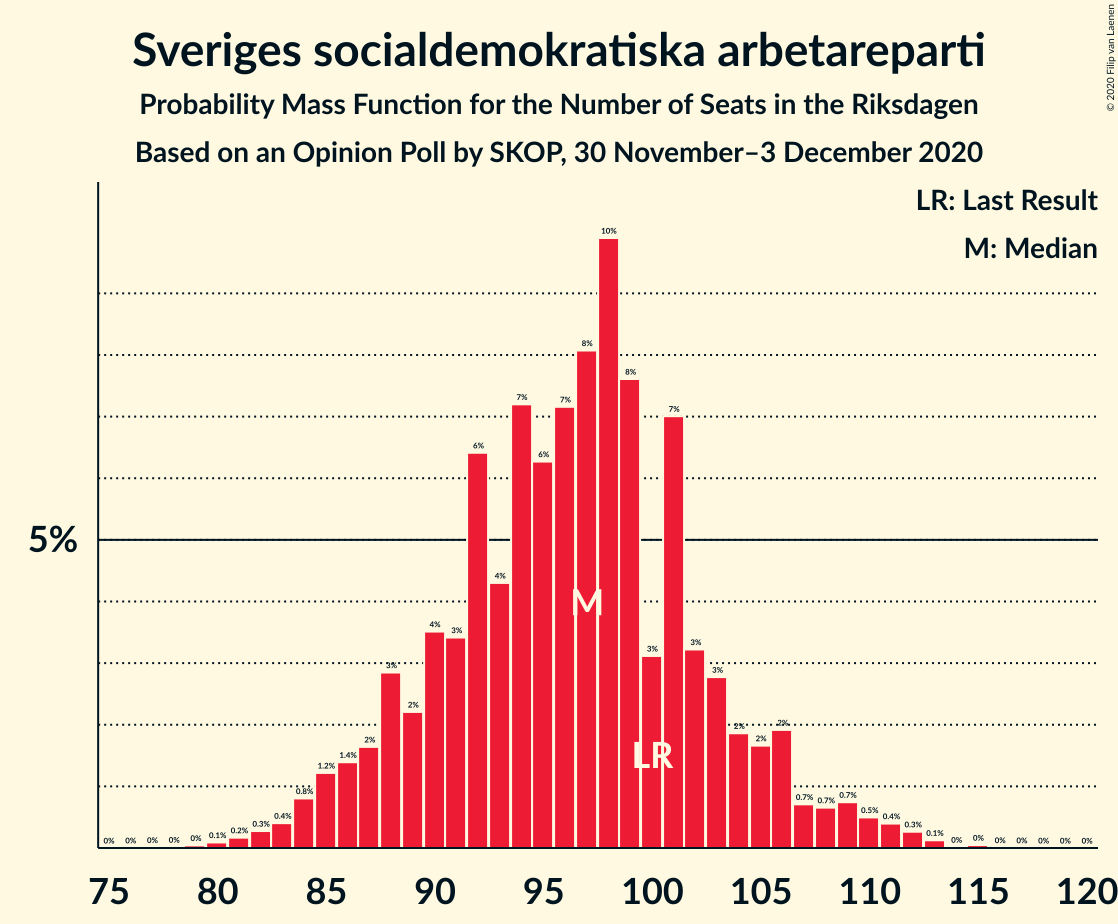 © 2020 Filip van Laenen
Sveriges socialdemokratiska arbetareparti
Probability Mass Function for the Number of Seats in the Riksdagen
Based on an Opinion Poll by SKOP, 30 November–3 December 2020
LR: Last Result
M: Median
5%
0% 0% 0% 0% 0% 0.1% 0.2% 0.3% 0.4% 0.8% 1.2% 1.4% 2% 3% 2% 4% 3% 6% 4% 7% 6% 7% 8% 10% 8% 3% 7% 3% 3% 2% 2% 2% 0.7% 0.7% 0.7% 0.5% 0.4% 0.3% 0.1% 0% 0% 0% 0% 0% 0% 0%
M
LR
75 80 85 90 95 100 105 110 115 120